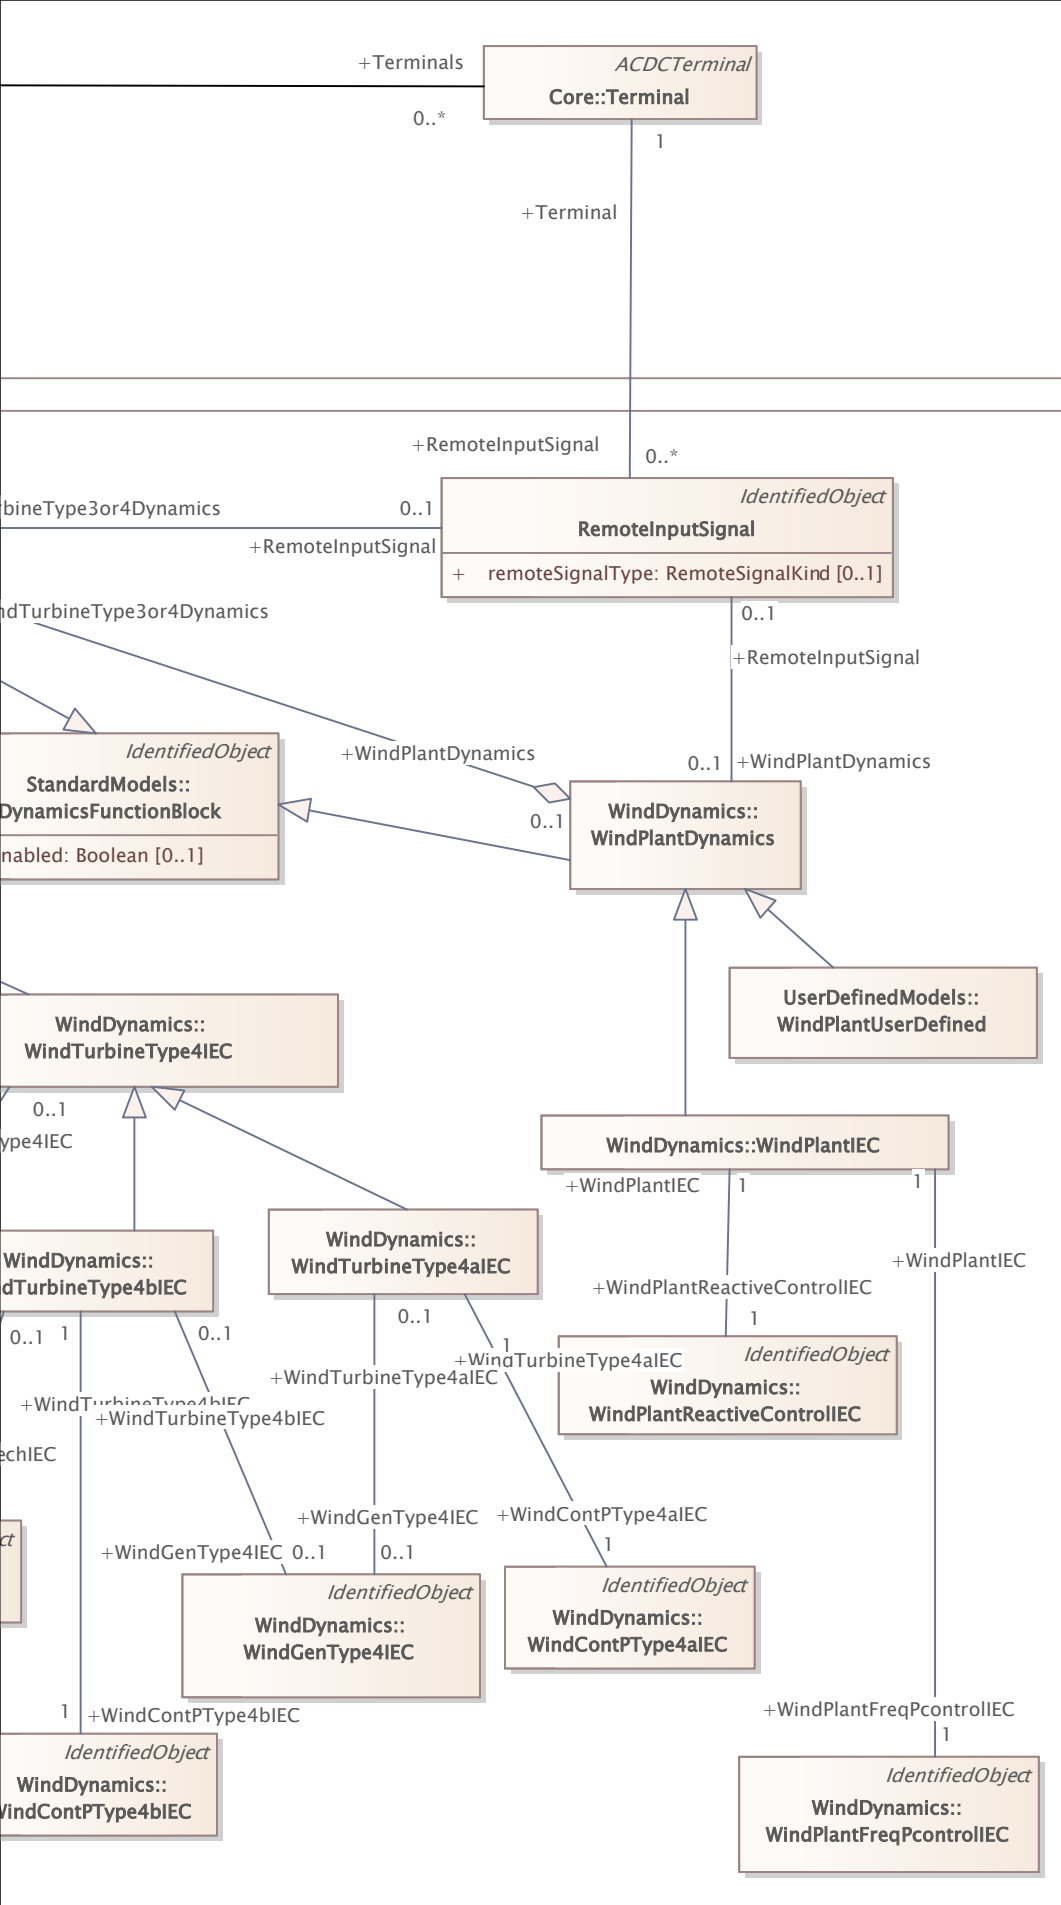 +Terminals
ACDCTerminal
Core::Terminal
0..*
1
+Terminal
+RemoteInputSignal
0..*
IdentifiedObject
RemoteInputSignal
+ remoteSignalType: RemoteSignalKind [0..1]
rbineType3or4Dynamics
0..1
+RemoteInputSignal
ndTurbineType3or4Dynamics
0..1
+RemoteInputSignal
+WindPlantDynamics
0..1
+WindPlantDynamics
0..1
IdentifiedObject
StandardModels::
DynamicsFunctionBlock
nabled: Boolean [0..1]
WindDynamics::
WindPlantDynamics
UserDefinedModels::
WindPlantUserDefined
WindDynamics::
WindTurbineType4IEC
0..1
ype4IEC
WindDynamics::WindPlantIEC
+WindPlantIEC
1
1
+WindPlantIEC
WindDynamics::
WindTurbineType4aIEC
WindDynamics::
dTurbineType4bIEC
+WindPlantReactiveControlIEC
1
0..1
1
0..1
0..1
1
+WindTurbineType4aIEC
+WindTurbineType4aIEC
IdentifiedObject
WindDynamics::
WindPlantReactiveControlIEC
+WindTurbineType4bIEC
+WindTurbineType4bIEC
echIEC
+WindGenType4IEC
+WindContPType4aIEC
ct
+WindGenType4IEC
0..1
0..1
1
IdentifiedObject
WindDynamics::
WindGenType4IEC
IdentifiedObject
WindDynamics::
WindContPType4aIEC
1
+WindContPType4bIEC
+WindPlantFreqPcontrolIEC
1
IdentifiedObject
WindDynamics::
WindContPType4bIEC
IdentifiedObject
WindDynamics::
WindPlantFreqPcontrolIEC